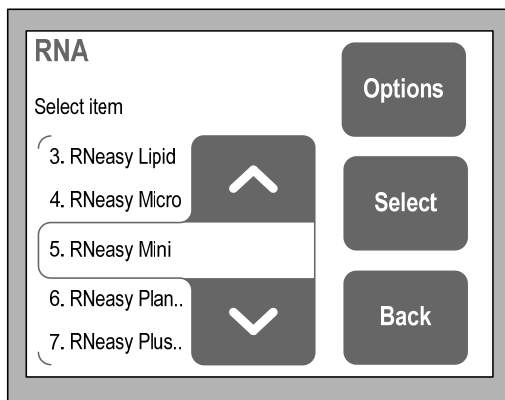 RNA
Select item
3. RNeasy Lipid
4. RNeasy Micro
5. RNeasy Mini
6. RNeasy Plan..
7. RNeasy Plus..
Options
Select
Back